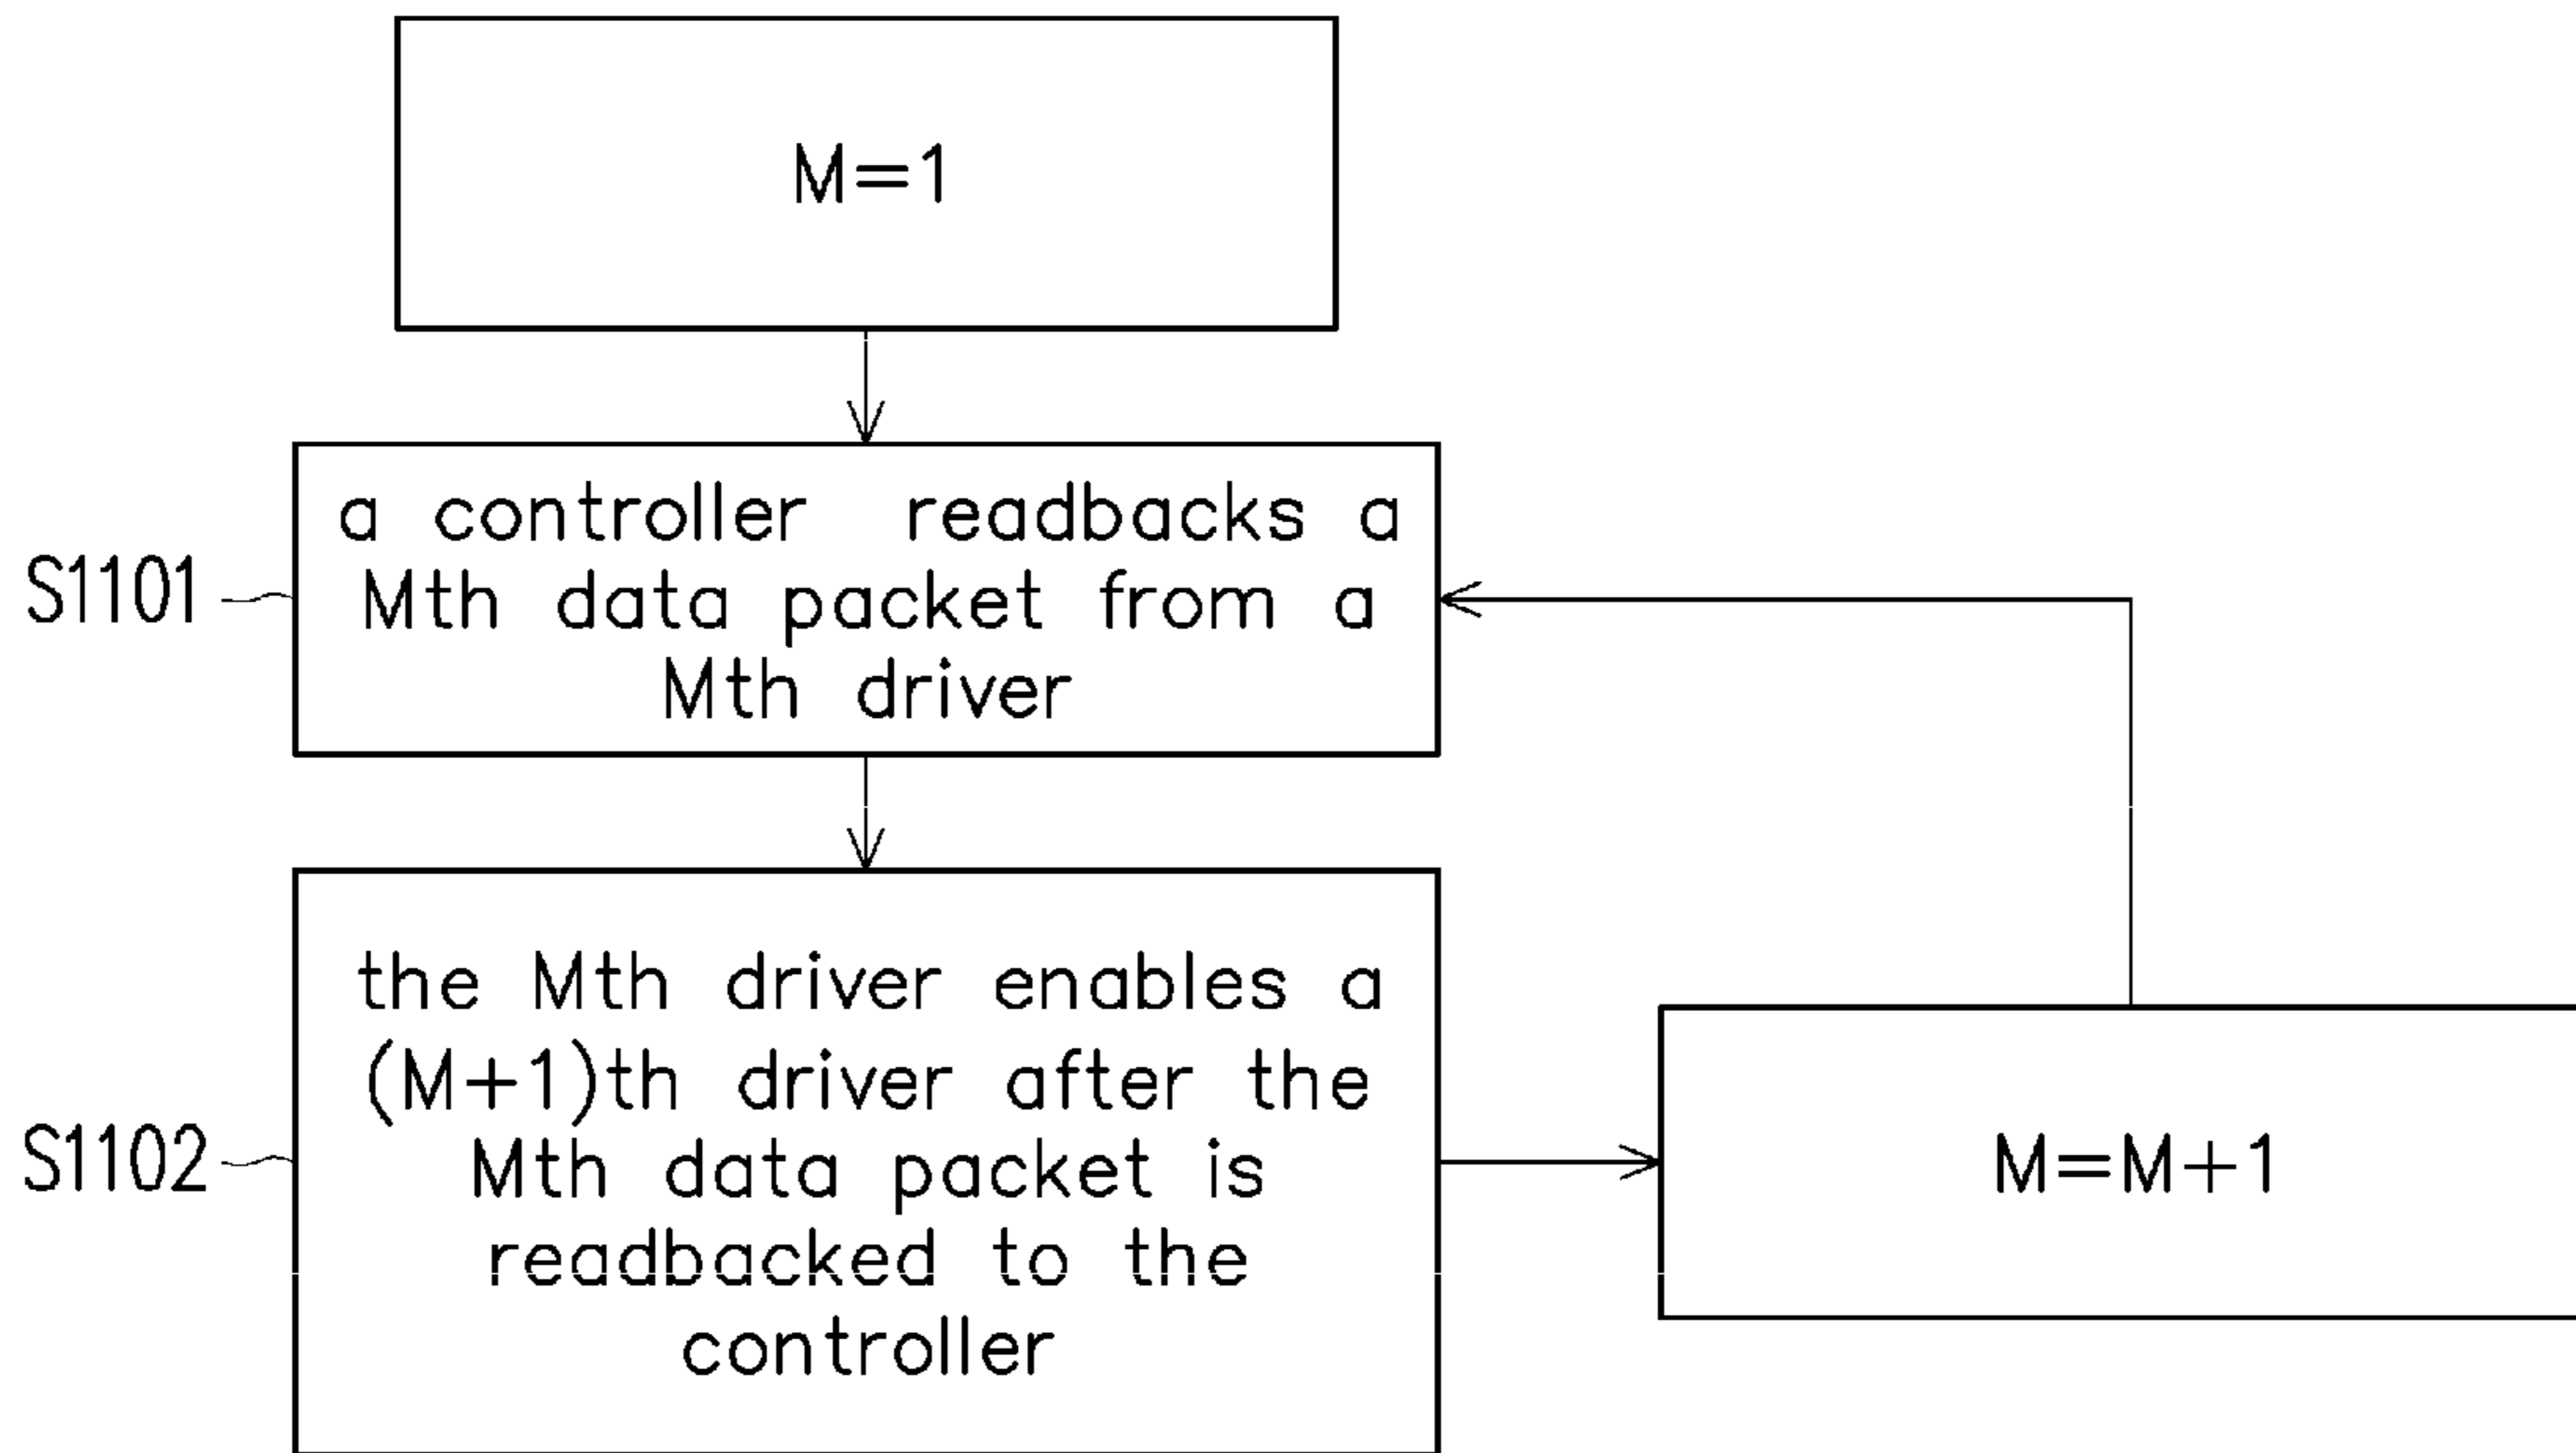 M=1
S1101
a controller readbacks a
Mth data packet from a
Mth driver
S1102
the Mth driver enables a
(M+1)th driver after the
Mth data packet is
readbacked to the
controller
M=M+1